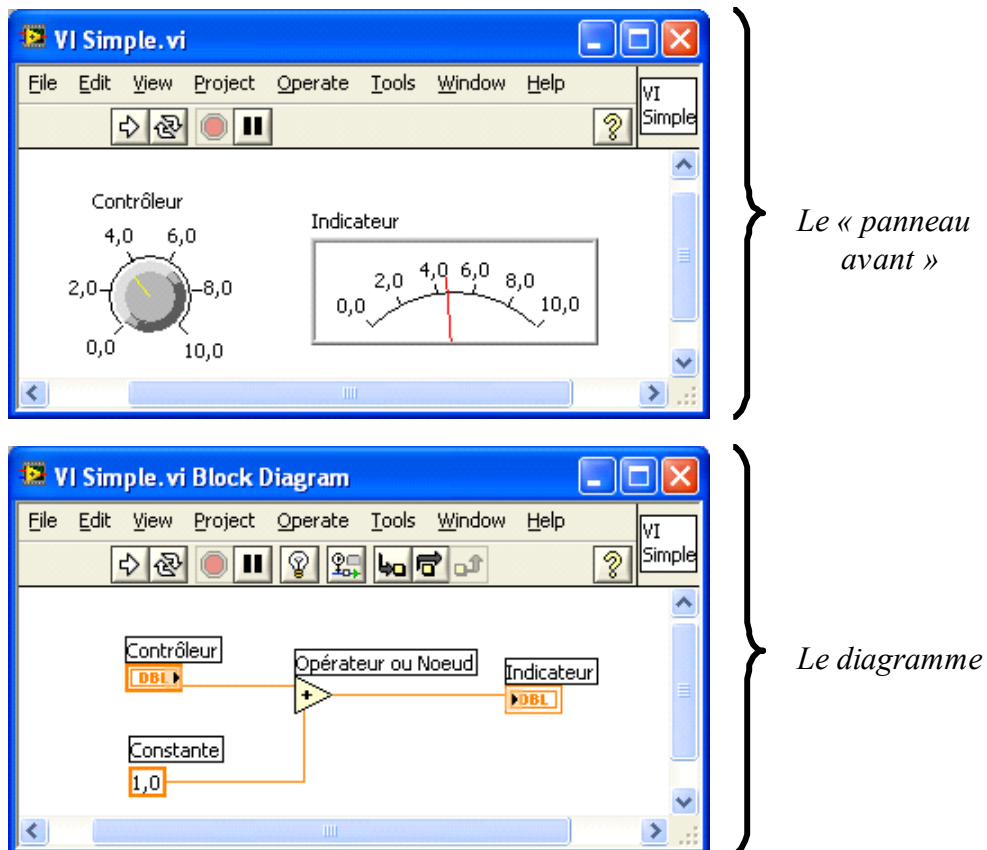 VI Simple.vi
File Edit View Project Operate Tools Window Help
VI
Simple
?
Contrôleur
4,0 6,0
2,0 8,0
0,0 10,0
Indicateur
4,0 6,0
2,0 8,0
0,0 10,0
Le « panneau
avant »
VI Simple.vi Block Diagram
File Edit View Project Operate Tools Window Help
VI
Simple
?
Contrôleur
DBL
Opérateur ou Noeud
+
Indicateur
DBL
Constante
1,0
Le diagramme